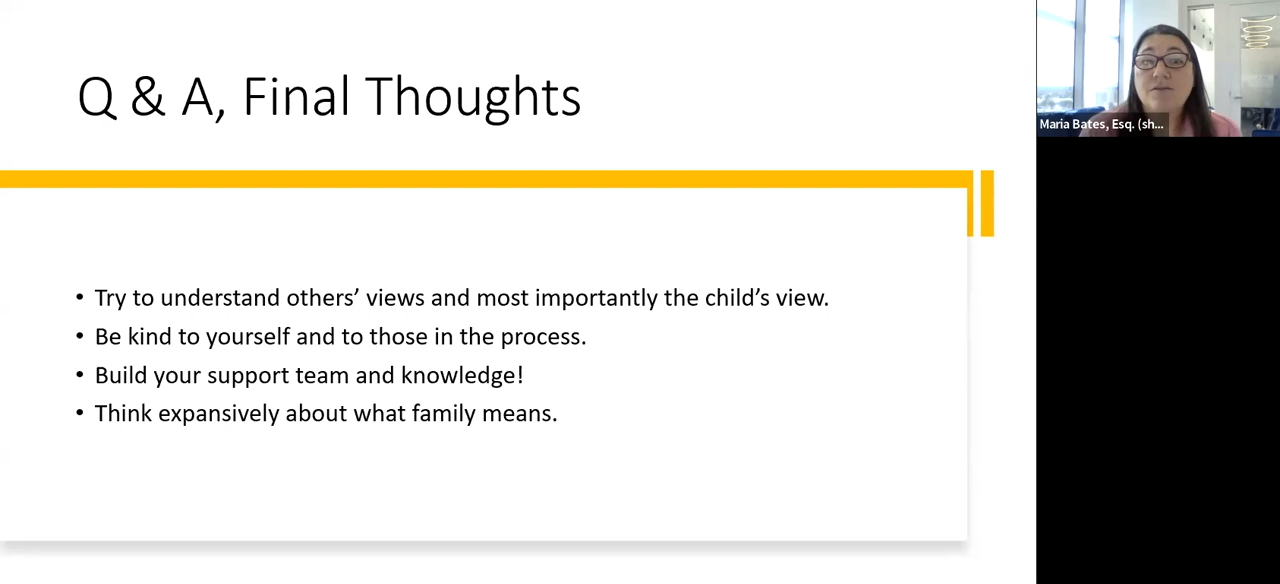 Q & A, Final Thoughts
• Try to understand others’ views and most importantly the child’s view.
• Be kind to yourself and to those in the process.
• Build your support team and knowledge!
• Think expansively about what family means.
Maria Bates, Esq. (sh...